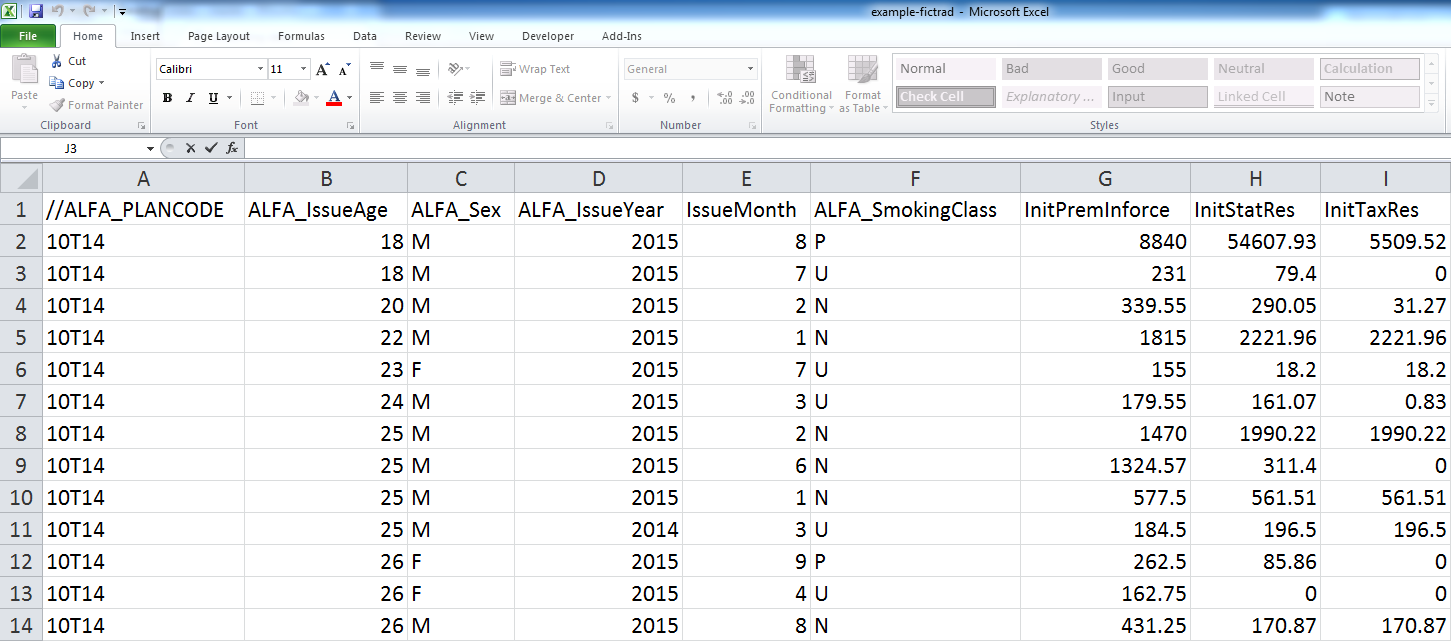 example-fictrad - Microsoft Excel
File Home Insert Page Layout Formulas Data Review View Developer Add-Ins
Paste Cut Copy Format Painter Clipboard
Calibri 11 A A B I U A Font
Wrap Text Merge & Center Alignment
General $ % , .00 .0 .00 Number
Conditional Formatting Format as Table
Normal Bad Good Neutral Calculation
Check Cell Explanatory ... Input Linked Cell Note
Styles
J3 fx
A B C D E F G H I
1 //ALFA_PLANCODE ALFA_IssueAge ALFA_Sex ALFA_IssueYear IssueMonth ALFA_SmokingClass InitPremInforce InitStatRes InitTaxRes
2 10T14 18 M 2015 8 P 8840 54607.93 5509.52
3 10T14 18 M 2015 7 U 231 79.4 0
4 10T14 20 M 2015 2 N 339.55 290.05 31.27
5 10T14 22 M 2015 1 N 1815 2221.96 2221.96
6 10T14 23 F 2015 7 U 155 18.2 18.2
7 10T14 24 M 2015 3 U 179.55 161.07 0.83
8 10T14 25 M 2015 2 N 1470 1990.22 1990.22
9 10T14 25 M 2015 6 N 1324.57 311.4 0
10 10T14 25 M 2015 1 N 577.5 561.51 561.51
11 10T14 25 M 2014 3 U 184.5 196.5 196.5
12 10T14 26 F 2015 9 P 262.5 85.86 0
13 10T14 26 F 2015 4 U 162.75 0 0
14 10T14 26 M 2015 8 N 431.25 170.87 170.87